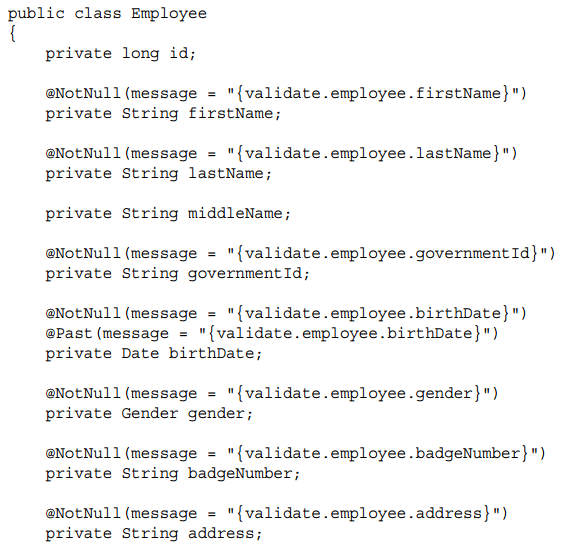 public class Employee
{
    private long id;

    @NotNull(message = "{validate.employee.firstName}")
    private String firstName;

    @NotNull(message = "{validate.employee.lastName}")
    private String lastName;

    private String middleName;

    @NotNull(message = "{validate.employee.governmentId}")
    private String governmentId;

    @NotNull(message = "{validate.employee.birthDate}")
    @Past(message = "{validate.employee.birthDate}")
    private Date birthDate;

    @NotNull(message = "{validate.employee.gender}")
    private Gender gender;

    @NotNull(message = "{validate.employee.badgeNumber}")
    private String badgeNumber;

    @NotNull(message = "{validate.employee.address}")
    private String address;